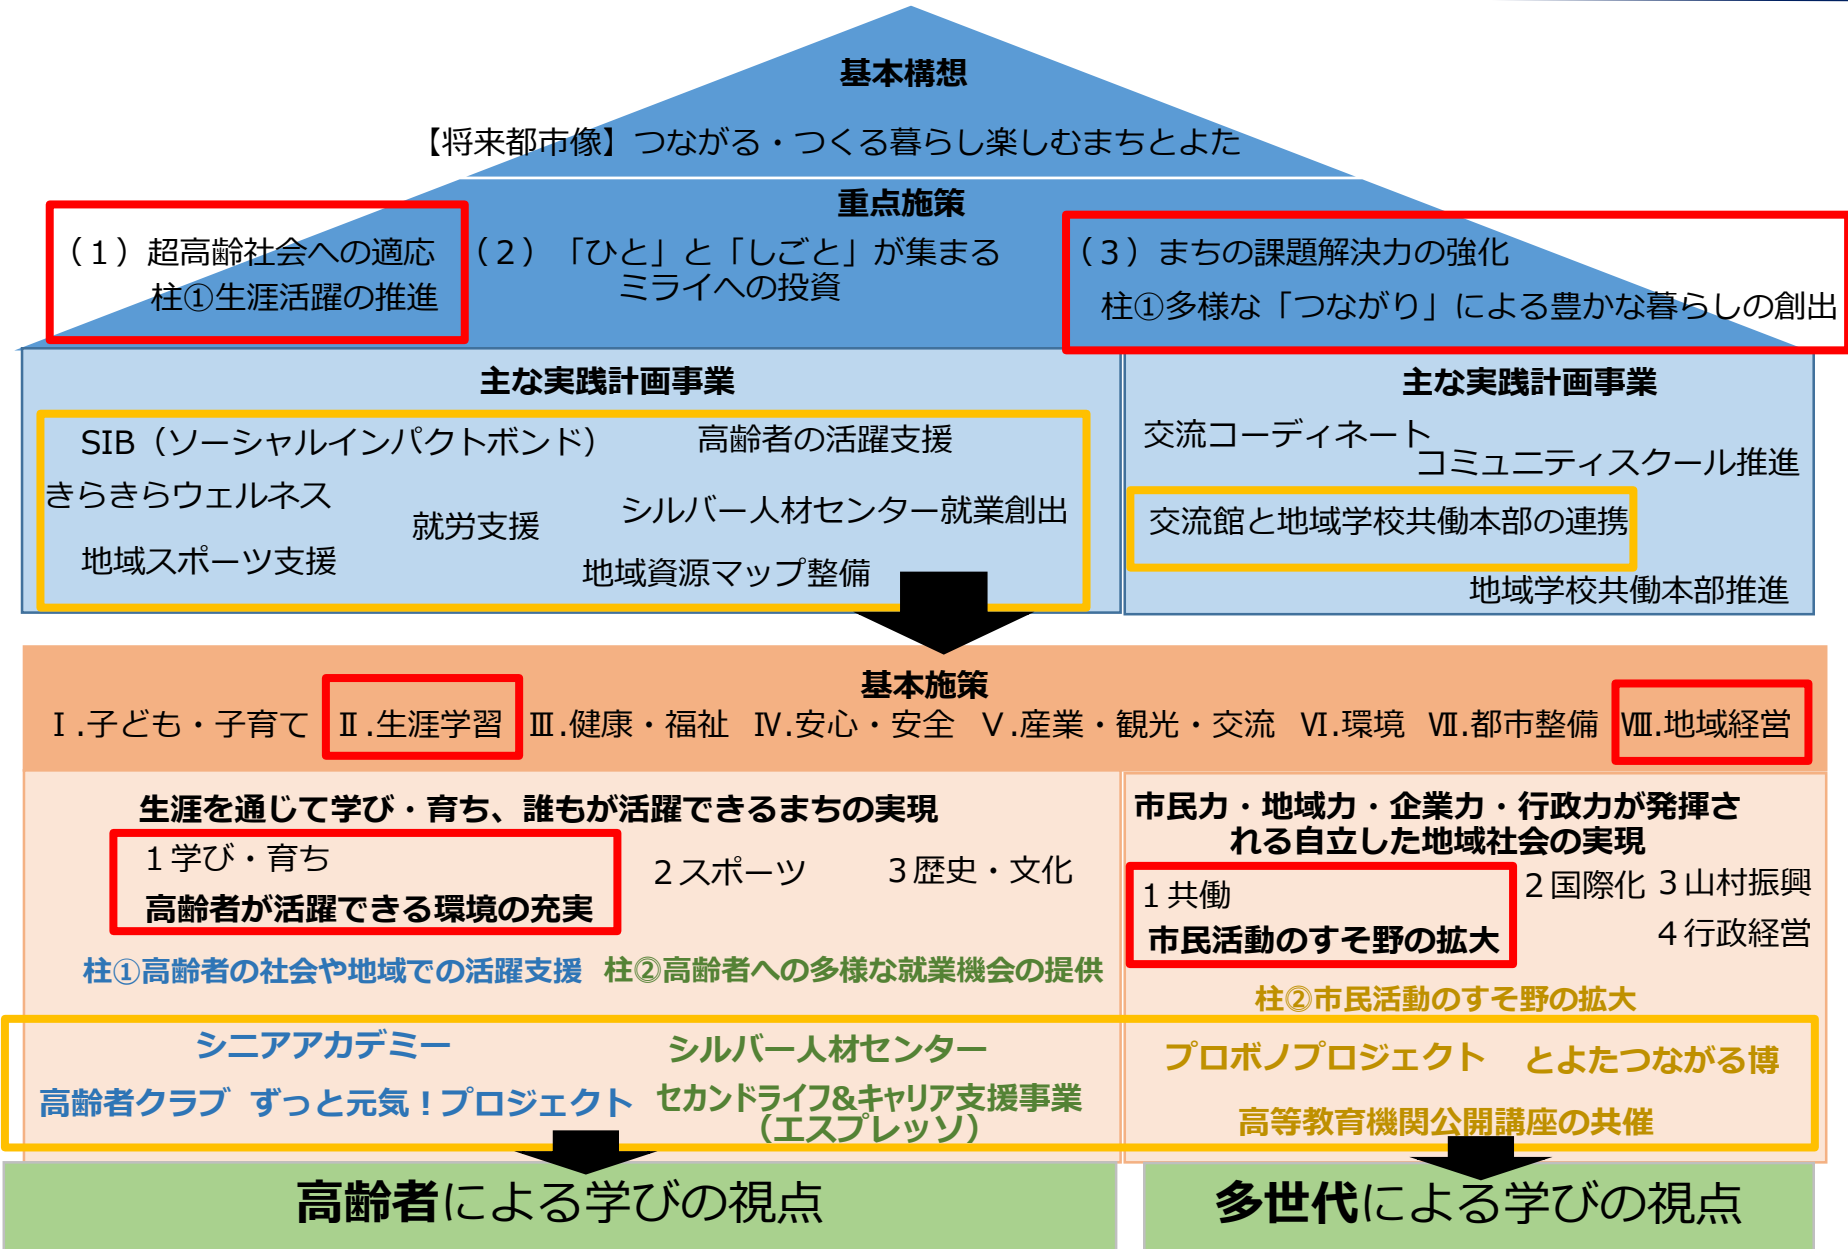 基本構想
【将来都市像】つながる・つくる暮らし楽しむまちとよた
重点施策
（１）超高齢社会への適応
柱①生涯活躍の推進
（２）「ひと」と「しごと」が集まる
ミライへの投資
（３）まちの課題解決力の強化
柱①多様な「つながり」による豊かな暮らしの創出
主な実践計画事業
SIB（ソーシャルインパクトボンド）
高齢者の活躍支援
きらきらウェルネス
就労支援
シルバー人材センター就業創出
地域スポーツ支援
地域資源マップ整備
主な実践計画事業
交流コーディネート
コミュニティスクール推進
交流館と地域学校共働本部の連携
地域学校共働本部推進
基本施策
Ⅰ.子ども・子育て Ⅱ.生涯学習 Ⅲ.健康・福祉 Ⅳ.安心・安全 Ⅴ.産業・観光・交流 Ⅵ.環境 Ⅶ.都市整備 Ⅷ.地域経営
生涯を通じて学び・育ち、誰もが活躍できるまちの実現
１学び・育ち
高齢者が活躍できる環境の充実
２スポーツ
３歴史・文化
柱①高齢者の社会や地域での活躍支援
柱②高齢者への多様な就業機会の提供
シニアアカデミー
高齢者クラブ ずっと元気！プロジェクト
シルバー人材センター
セカンドライフ&キャリア支援事業
（エスプレッソ）
市民力・地域力・企業力・行政力が発揮さ
れる自立した地域社会の実現
１共働
市民活動のすそ野の拡大
２国際化
３山村振興
４行政経営
柱②市民活動のすそ野の拡大
プロボノプロジェクト
とよたつながる博
高等教育機関公開講座の共催
高齢者による学びの視点
多世代による学びの視点